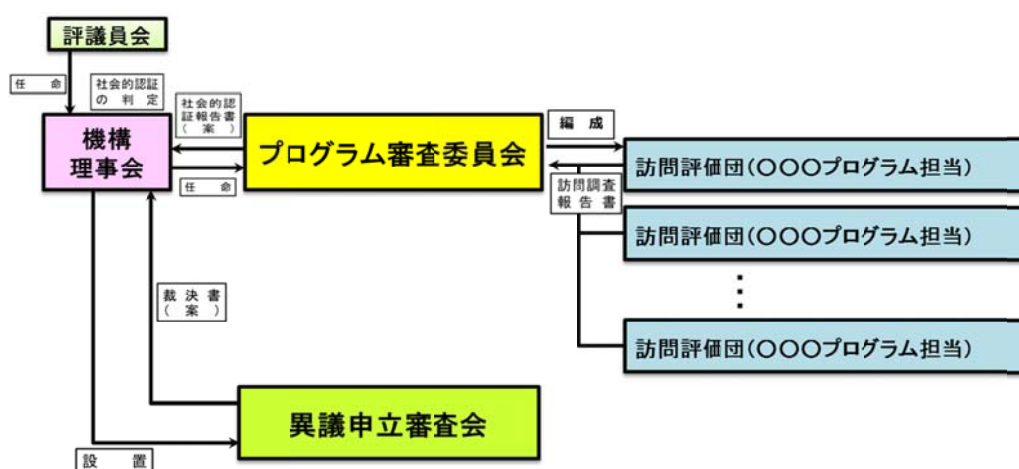 評議員会
任　命
社会的認証
の　判　定
社会的認
証報告書
(　案　)
機構
理事会
プログラム審査委員会
任　命
編 成
訪問調査
報 告 書
訪問評価団(〇〇〇プログラム担当)
訪問評価団(〇〇〇プログラム担当)
⋮
訪問評価団(〇〇〇プログラム担当)
裁 決 書
(　案　)
異議申立審査会
設　置